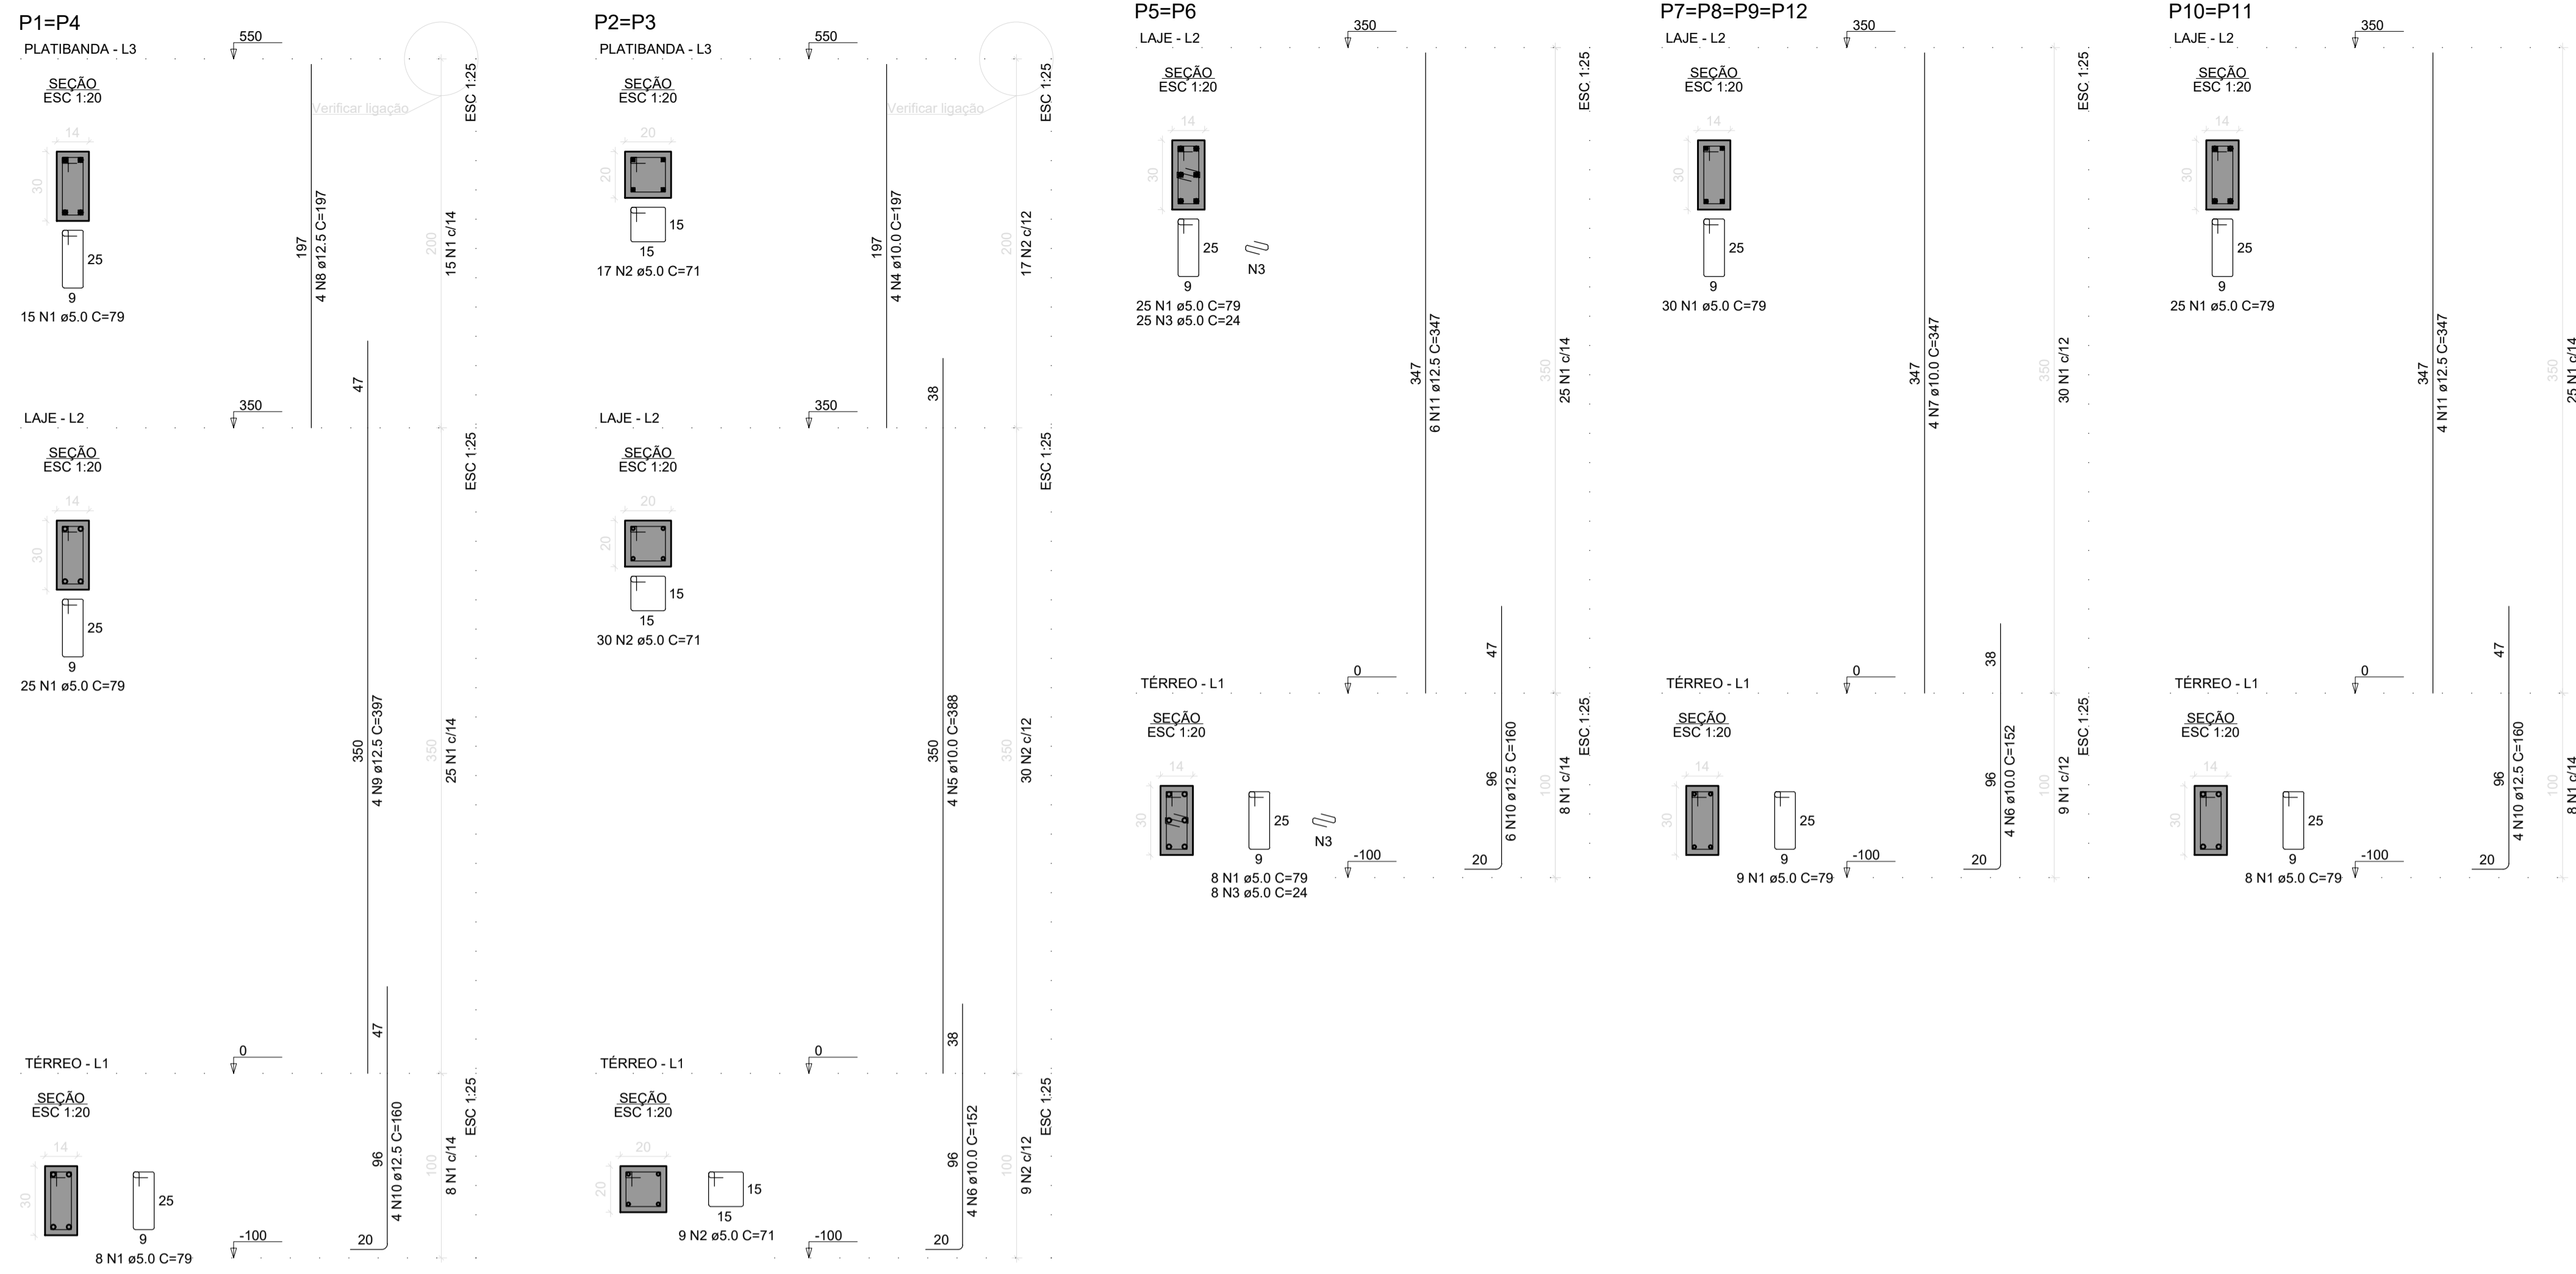 P1=P4
PLATIBANDA - L3
550
SEÇÃO
ESC 1:20
14
30
25
9
15 N1 ø5.0 C=79
Verificar ligação
197
4 N8 ø12.5 C=197
200
15 N1 c/14
ESC 1:25
47
LAJE - L2
350
SEÇÃO
ESC 1:20
14
30
25
9
25 N1 ø5.0 C=79
350
4 N9 ø12.5 C=397
350
25 N1 c/14
ESC 1:25
47
TÉRREO - L1
0
SEÇÃO
ESC 1:20
14
30
25
9
8 N1 ø5.0 C=79
-100
96
4 N10 ø12.5 C=160
20
100
8 N1 c/14
ESC 1:25
P2=P3
PLATIBANDA - L3
550
SEÇÃO
ESC 1:20
20
20
15
15
17 N2 ø5.0 C=71
Verificar ligação
197
4 N4 ø10.0 C=197
200
17 N2 c/12
ESC 1:25
38
LAJE - L2
350
SEÇÃO
ESC 1:20
20
20
15
15
30 N2 ø5.0 C=71
350
4 N5 ø10.0 C=388
350
30 N2 c/12
ESC 1:25
38
TÉRREO - L1
0
SEÇÃO
ESC 1:20
20
20
15
15
9 N2 ø5.0 C=71
-100
96
4 N6 ø10.0 C=152
20
100
9 N2 c/12
ESC 1:25
P5=P6
LAJE - L2
350
SEÇÃO
ESC 1:20
14
30
25
9
N3
25 N1 ø5.0 C=79
25 N3 ø5.0 C=24
347
6 N11 ø12.5 C=347
350
25 N1 c/14
ESC 1:25
47
TÉRREO - L1
0
SEÇÃO
ESC 1:20
14
30
25
9
N3
8 N1 ø5.0 C=79
8 N3 ø5.0 C=24
-100
96
6 N10 ø12.5 C=160
20
100
8 N1 c/14
ESC 1:25
P7=P8=P9=P12
LAJE - L2
350
SEÇÃO
ESC 1:20
14
30
25
9
30 N1 ø5.0 C=79
347
4 N7 ø10.0 C=347
350
30 N1 c/12
ESC 1:25
38
TÉRREO - L1
0
SEÇÃO
ESC 1:20
14
30
25
9
9 N1 ø5.0 C=79
-100
96
4 N6 ø10.0 C=152
20
100
9 N1 c/12
ESC 1:25
P10=P11
LAJE - L2
350
SEÇÃO
ESC 1:20
14
30
25
9
25 N1 ø5.0 C=79
347
4 N11 ø12.5 C=347
350
25 N1 c/14
47
TÉRREO - L1
0
SEÇÃO
ESC 1:20
14
30
25
9
8 N1 ø5.0 C=79
-100
96
4 N10 ø12.5 C=160
20
100
8 N1 c/14